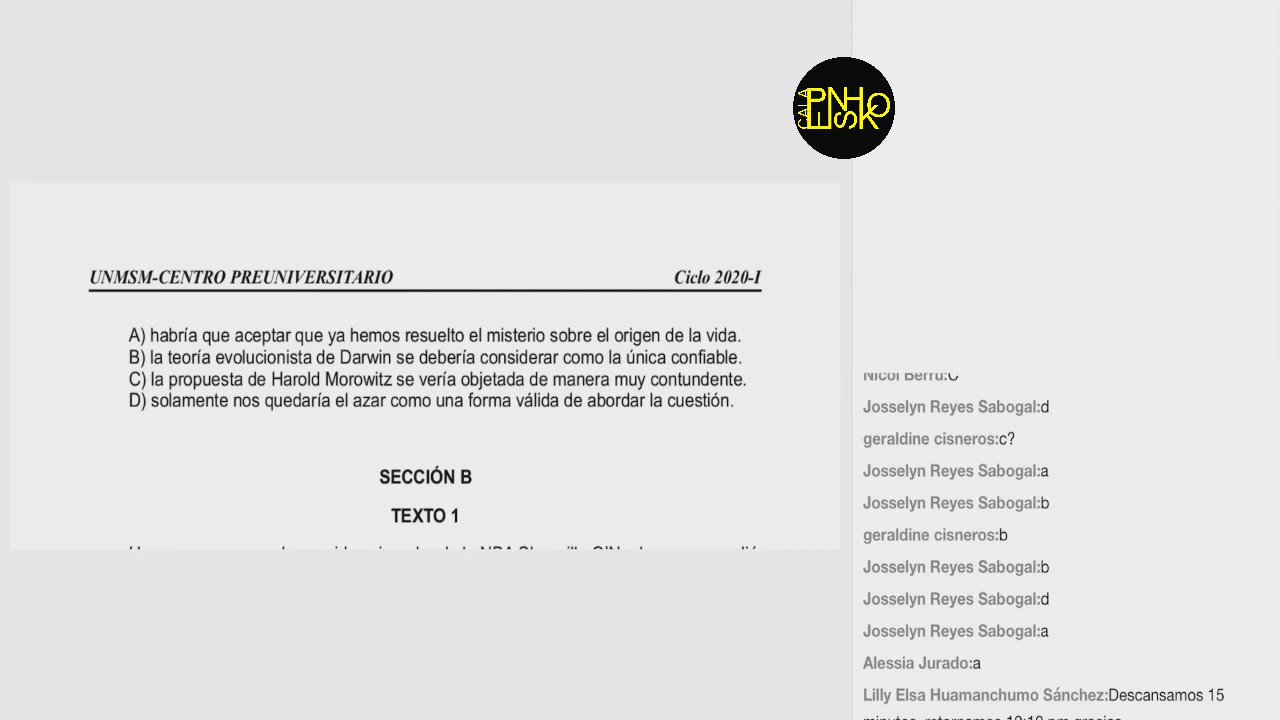 CALA
PENHSKO
UNMSM-CENTRO PREUNIVERSITARIO Ciclo 2020-I
A) habría que aceptar que ya hemos resuelto el misterio sobre el origen de la vida.
B) la teoría evolucionista de Darwin se debería considerar como la única confiable.
C) la propuesta de Harold Morowitz se vería objetada de manera muy contundente.
D) solamente nos quedaría el azar como una forma válida de abordar la cuestión.
SECCIÓN B
TEXTO 1
Nicol Berru:C
Josselyn Reyes Sabogal:d
geraldine cisneros:c?
Josselyn Reyes Sabogal:a
Josselyn Reyes Sabogal:b
geraldine cisneros:b
Josselyn Reyes Sabogal:b
Josselyn Reyes Sabogal:d
Josselyn Reyes Sabogal:a
Alessia Jurado:a
Lilly Elsa Huamanchumo Sánchez:Descansamos 15